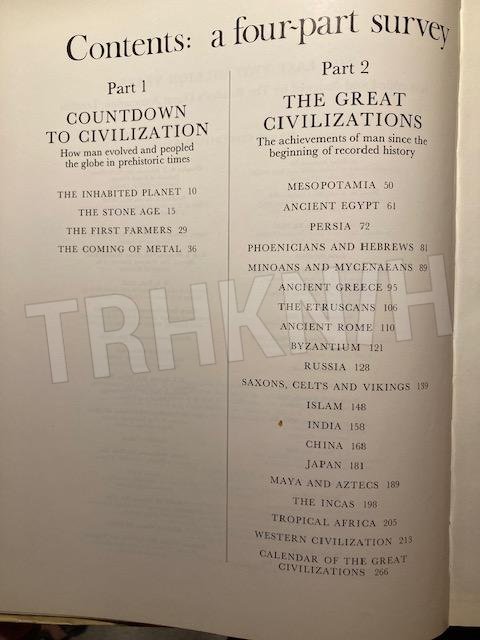 Contents: a four-part survey
Part 1
COUNTDOWN
TO CIVILIZATION
How man evolved and peopled
the globe in prehistoric times
THE INHABITED PLANET 10
THE STONE AGE 15
THE FIRST FARMERS 29
THE COMING OF METAL 36
Part 2
THE GREAT
CIVILIZATIONS
The achievements of man since the
beginning of recorded history
MESOPOTAMIA 50
ANCIENT EGYPT 61
PERSIA 72
PHOENICIANS AND HEBREWS 81
MINOANS AND MYCENAEANS 89
ANCIENT GREECE 95
THE ETRUSCANS 106
ANCIENT ROME 110
BYZANTIUM 121
RUSSIA 128
SAXONS, CELTS AND VIKINGS 139
ISLAM 148
INDIA 158
CHINA 168
JAPAN 181
MAYA AND AZTECS 189
THE INCAS 198
TROPICAL AFRICA 205
WESTERN CIVILIZATION 213
CALENDAR OF THE GREAT
CIVILIZATIONS 266